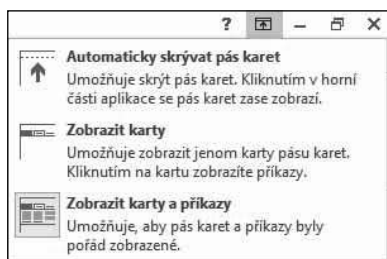 ?
Automaticky skrývat pás karet
Umožňuje skrýt pás karet. Kliknutím v horní
části aplikace se pás karet zase zobrazí.
Zobrazit karty
Umožňuje zobrazit jenom karty pásu karet.
Kliknutím na kartu zobrazíte příkazy.
Zobrazit karty a příkazy
Umožňuje, aby pás karet a příkazy byly
pořád zobrazené.